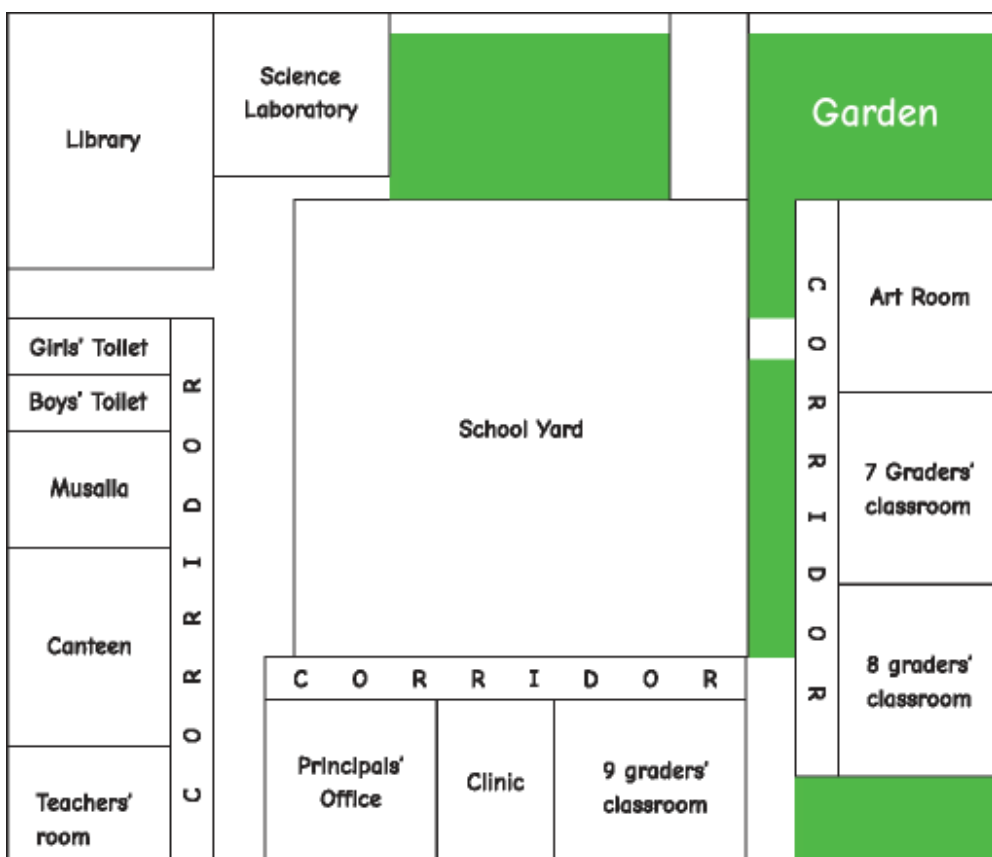 Library
Science
Laboratory
Garden
Girls' Toilet
Boys' Toilet
Musalla
Canteen
Teachers'
room
CORRIDOR
School Yard
CORRIDOR
Principals'
Office
Clinic
9 graders'
classroom
CORRIDOR
Art Room
7 Graders'
classroom
8 graders'
classroom